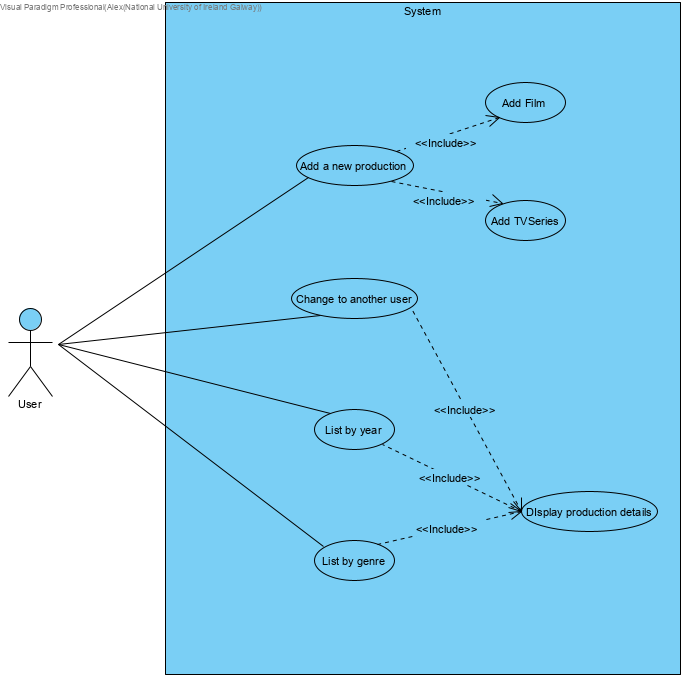 Visual Paradigm Professional(Alex(National University of Ireland Galway))
System
Add Film
<<Include>>
Add a new production
<<Include>>
Add TVSeries
Change to another user
User
<<Include>>
List by year
<<Include>>
DIsplay production details
<<Include>>
List by genre